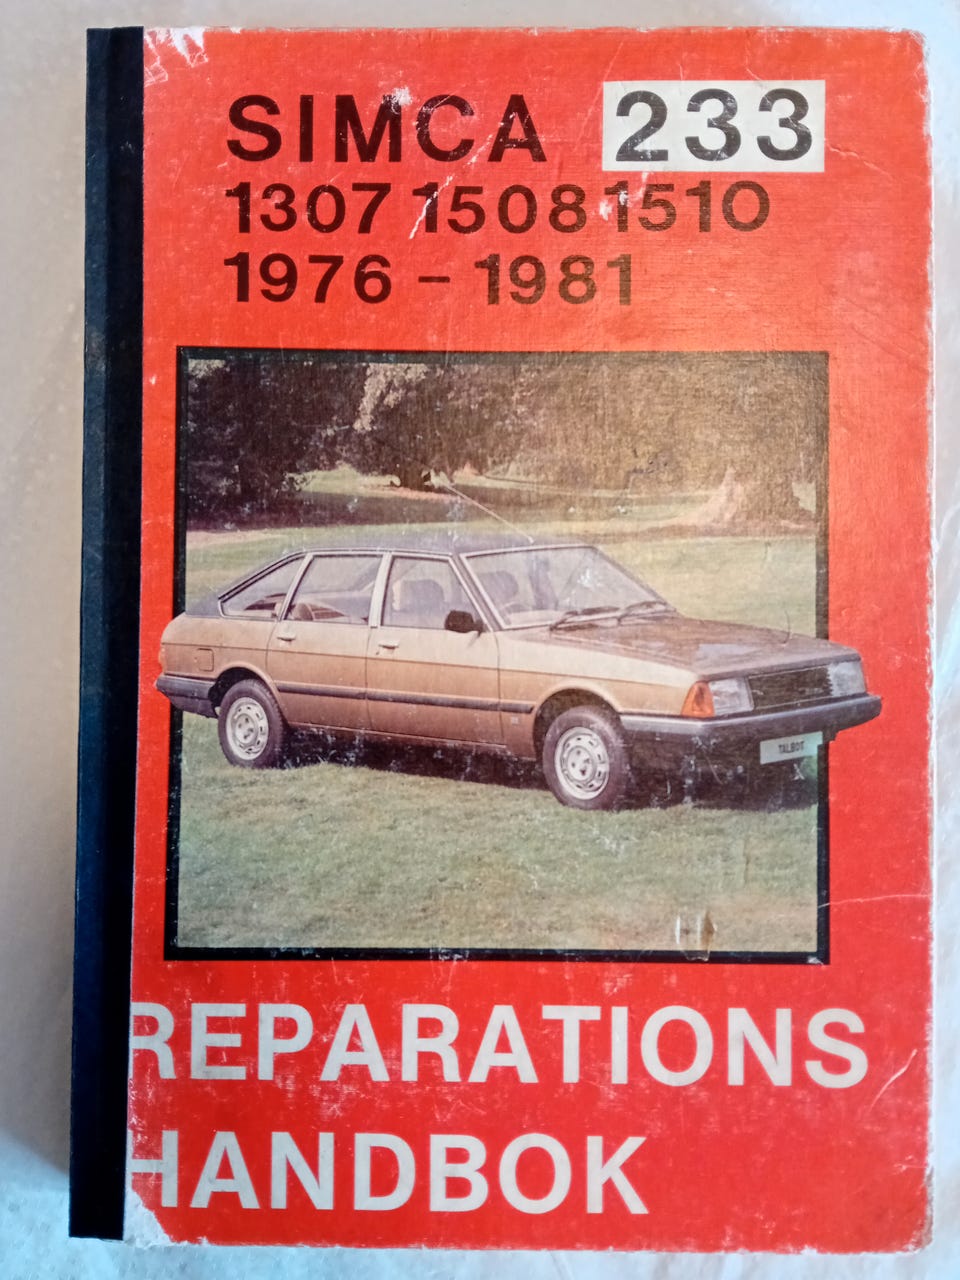 SIMCA 233
1307 1508 1510
1976 - 1981
TALBOT
REPARATIONS
HANDBOK